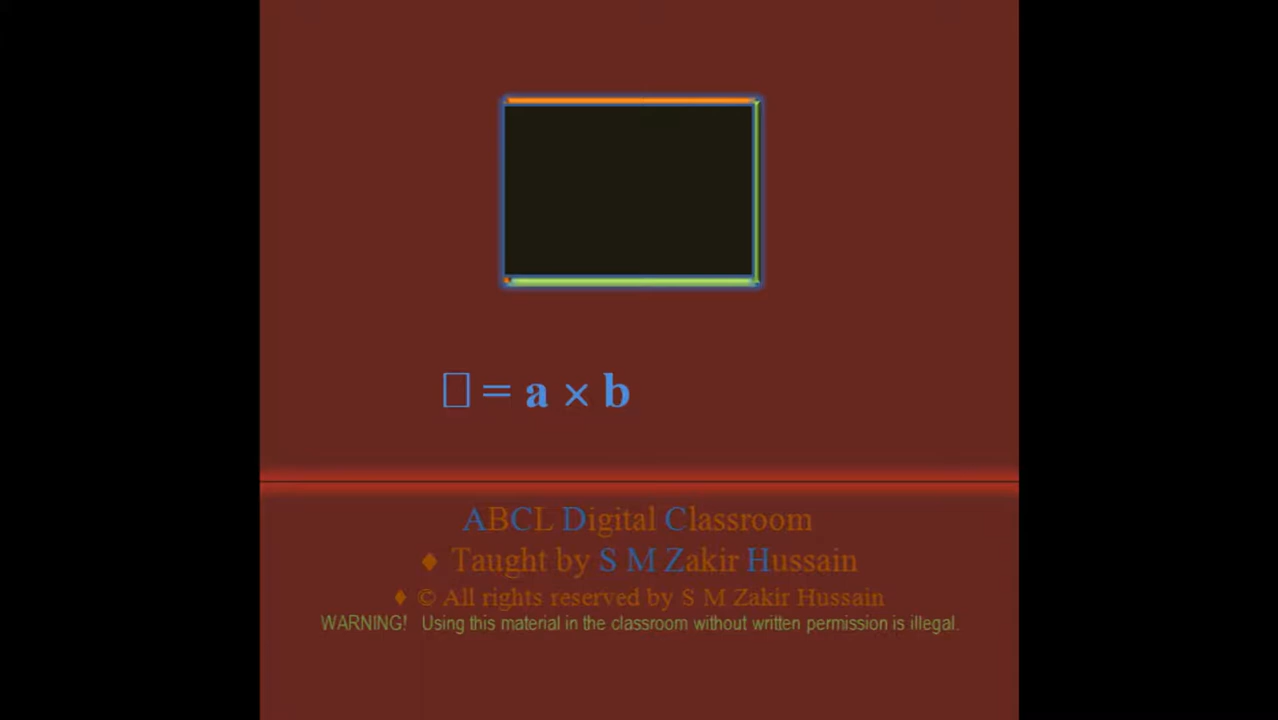 ▯ = a × b
ABCL Digital Classroom
♦ Taught by S M Zakir Hussain
♦ © All rights reserved by S M Zakir Hussain
WARNING! Using this material in the classroom without written permission is illegal.